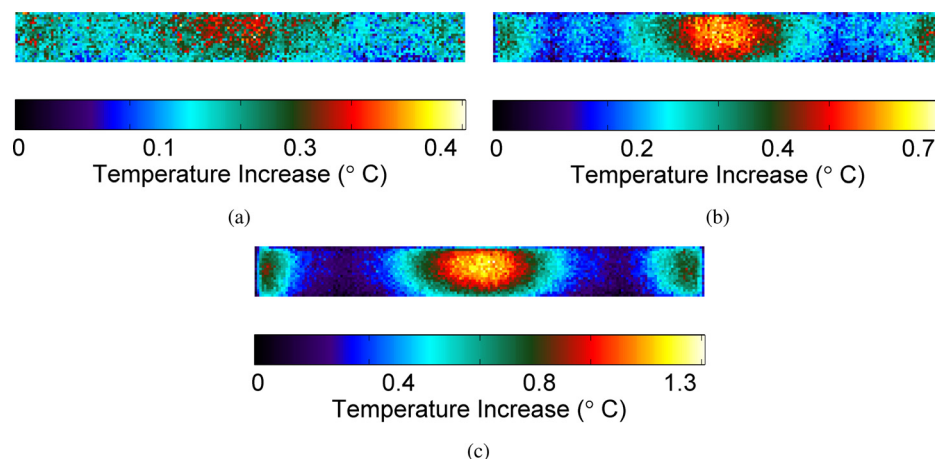 0 0.1 0.3 0.4
Temperature Increase (° C)
(a)
0 0.2 0.4 0.7
Temperature Increase (° C)
(b)
0 0.4 0.8 1.3
Temperature Increase (° C)
(c)